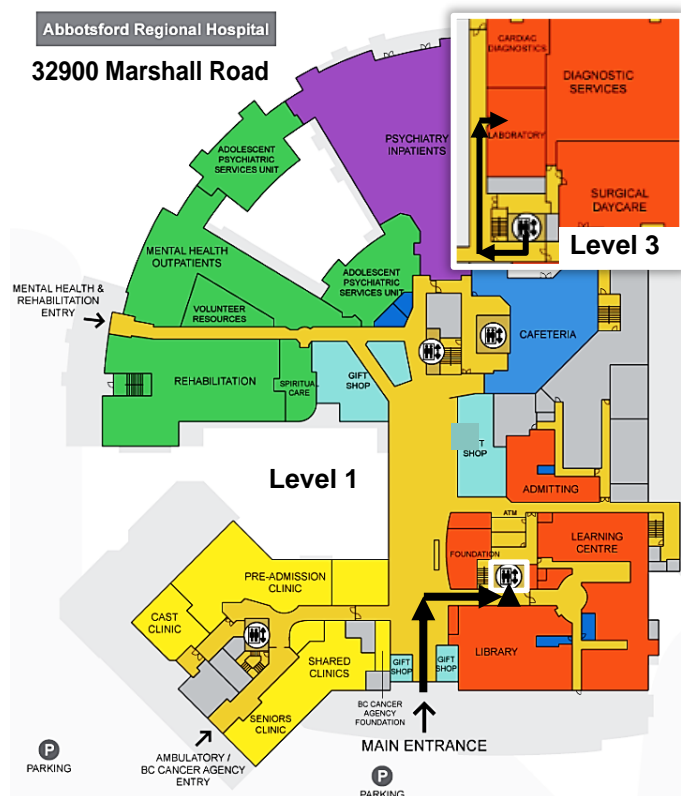 Abbotsford Regional Hospital
32900 Marshall Road
CARDIAC
DIAGNOSTICS
DIAGNOSTIC
SERVICES
LABORATORY
SURGICAL
DAYCARE
Level 3
PSYCHIATRY
INPATIENTS
ADOLESCENT
PSYCHIATRIC
SERVICES UNIT
MENTAL HEALTH
OUTPATIENTS
ADOLESCENT
PSYCHIATRIC
SERVICES UNIT
MENTAL HEALTH &
REHABILITATION
ENTRY
VOLUNTEER
RESOURCES
CAFETERIA
REHABILITATION
SPIRITUAL
CARE
GIFT
SHOP
T
SHOP
Level 1
ADMITTING
ATM
FOUNDATION
LEARNING
CENTRE
PRE-ADMISSION
CLINIC
CAST
CLINIC
SHARED
CLINICS
GIFT
SHOP
GIFT
SHOP
LIBRARY
SENIORS
CLINIC
BC CANCER
AGENCY
FOUNDATION
MAIN ENTRANCE
P
PARKING
AMBULATORY /
BC CANCER AGENCY
ENTRY
P
PARKING